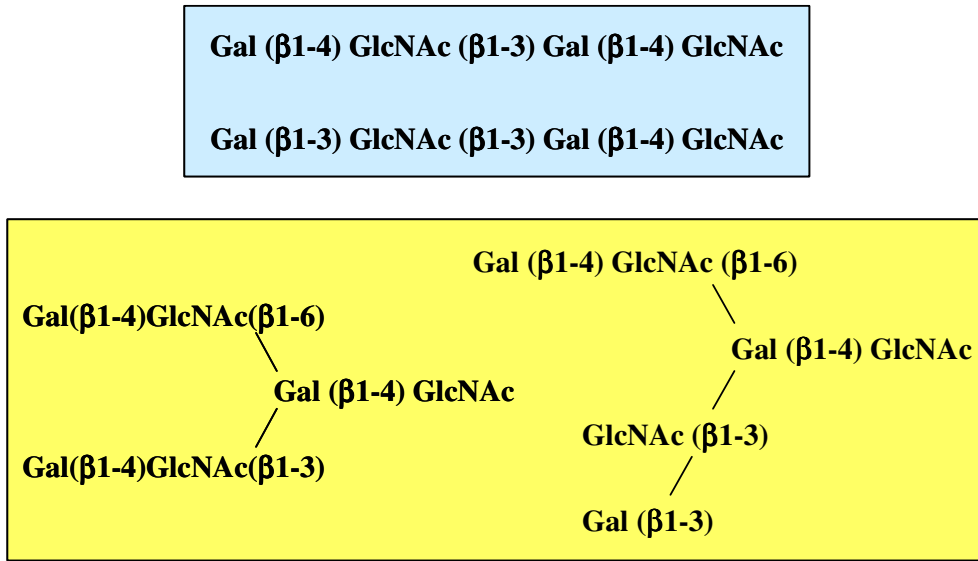 Gal (β1-4) GlcNAc (β1-3) Gal (β1-4) GlcNAc
Gal (β1-3) GlcNAc (β1-3) Gal (β1-4) GlcNAc
Gal(β1-4)GlcNAc(β1-6)
Gal (β1-4) GlcNAc
Gal(β1-4)GlcNAc(β1-3)
Gal (β1-4) GlcNAc (β1-6)
Gal (β1-4) GlcNAc
GlcNAc (β1-3)
Gal (β1-3)